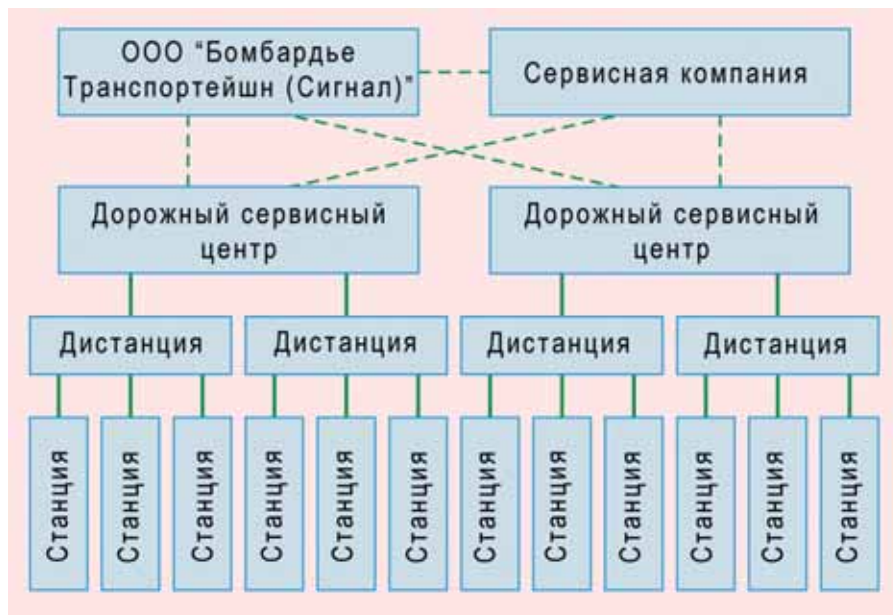 ООО “Бомбардье
Транспортейшн (Сигнал)”
Сервисная компания
Дорожный сервисный
центр
Дорожный сервисный
центр
Дистанция
Дистанция
Дистанция
Дистанция
Станция
Станция
Станция
Станция
Станция
Станция
Станция
Станция
Станция
Станция
Станция
Станция